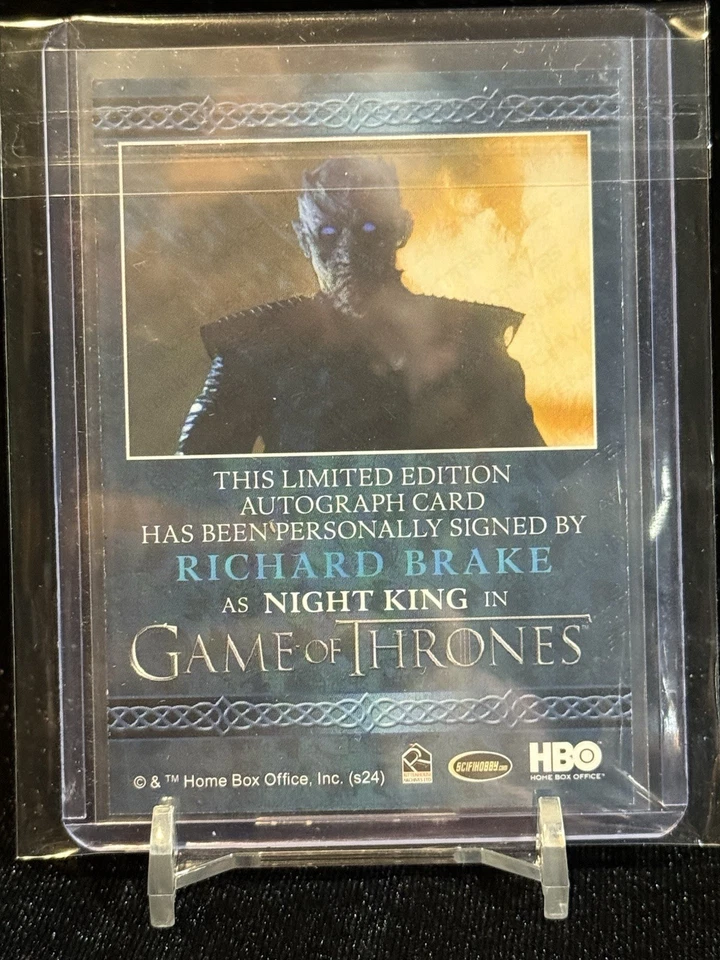 THIS LIMITED EDITION
AUTOGRAPH CARD
HAS BEEN PERSONALLY SIGNED BY
RICHARD BRAKE
AS NIGHT KING IN
GAME OF THRONES™
© & ™ Home Box Office, Inc. (s24)
SCIFIHOBBY.COM
HBO
HOME BOX OFFICE®